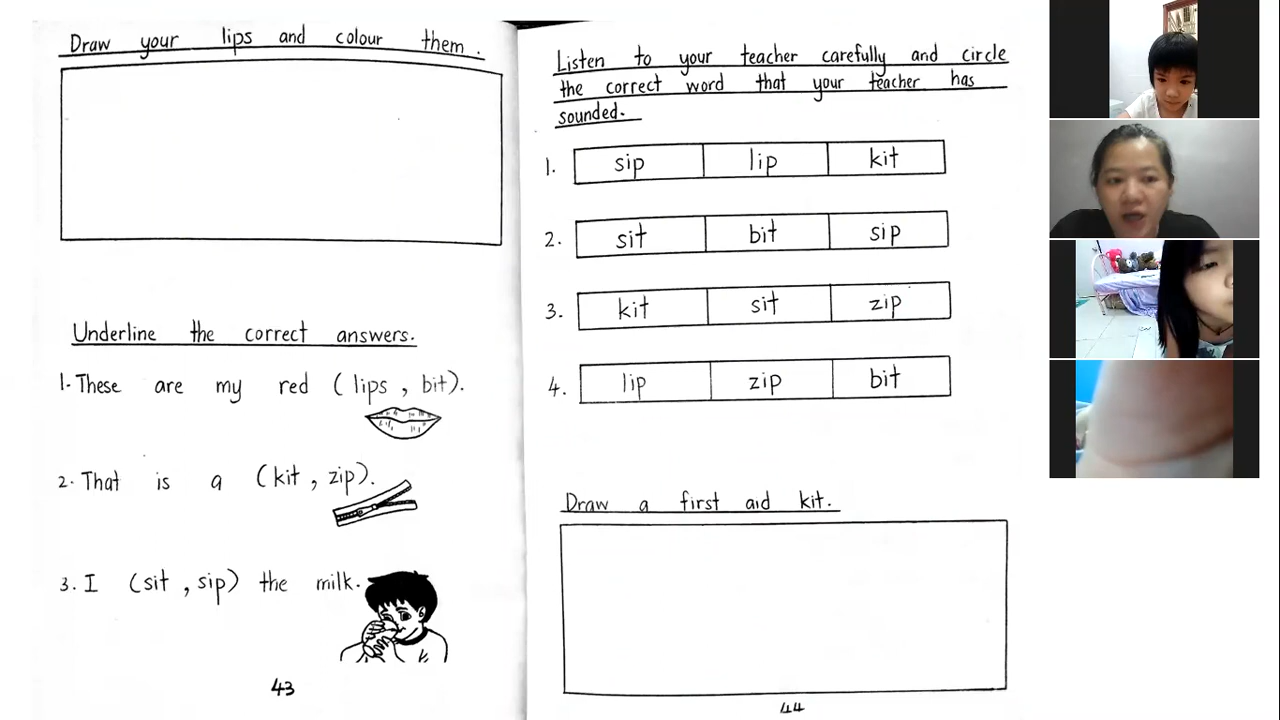 Draw your lips and colour them.
Underline the correct answers.
1. These are my red (lips, bit).
2. That is a (kit, zip).
3. I (sit, sip) the milk.
43
Listen to your teacher carefully and circle
the correct word that your teacher has
sounded.
1. sip lip kit
2. sit bit sip
3. kit sit zip
4. lip zip bit
Draw a first aid kit.
44